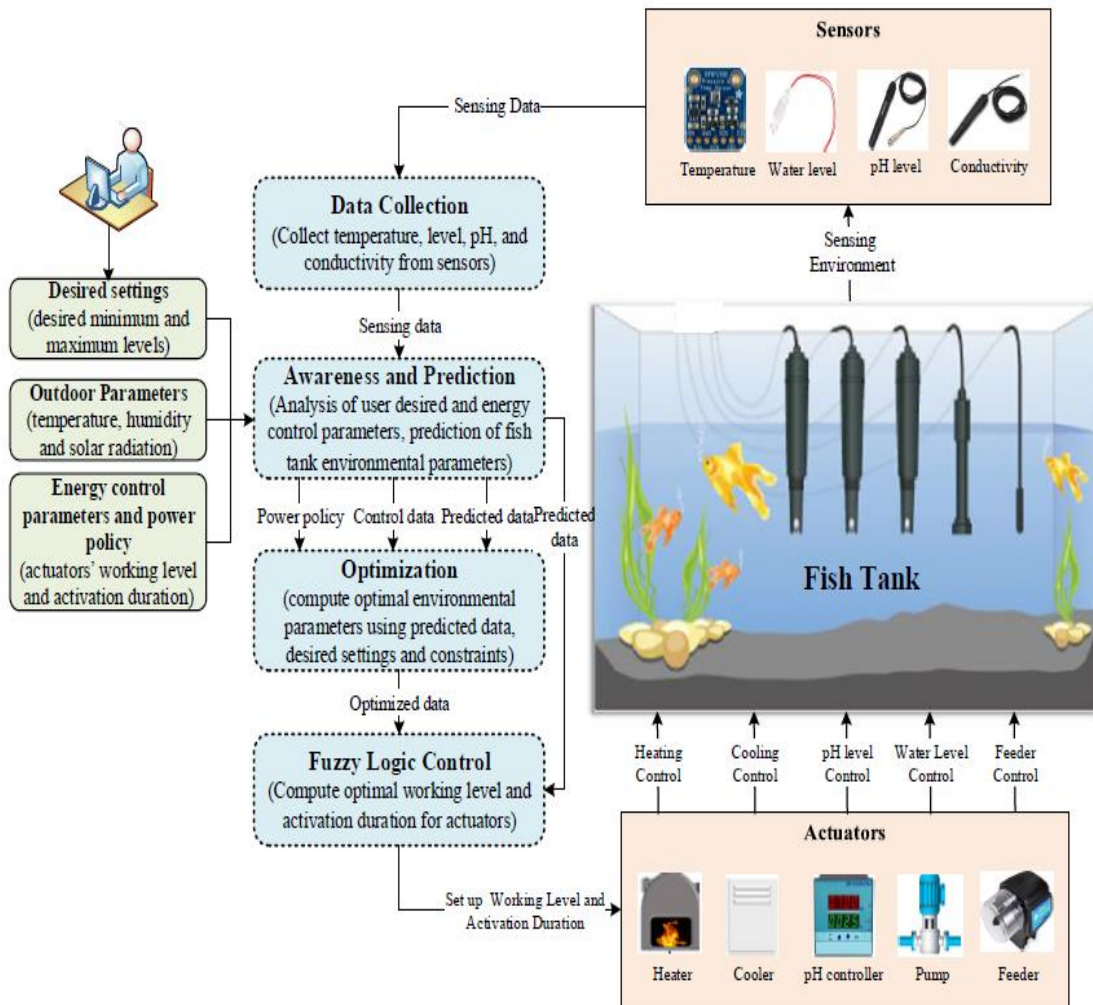 Sensors
Temperature
Water level
pH level
Conductivity
Sensing Data
Data Collection
(Collect temperature, level, pH, and
conductivity from sensors)
Sensing
Environment
Desired settings
(desired minimum and
maximum levels)
Sensing data
Outdoor Parameters
(temperature, humidity
and solar radiation)
Awareness and Prediction
(Analysis of user desired and energy
control parameters, prediction of fish
tank environmental parameters)
Energy control
parameters and power
policy
(actuators' working level
and activation duration)
Power policy
Control data
Predicted data
Predicted
data
Optimization
(compute optimal environmental
parameters using predicted data,
desired settings and constraints)
Fish Tank
Optimized data
Fuzzy Logic Control
(Compute optimal working level and
activation duration for actuators)
Heating
Control
Cooling
Control
pH level
Control
Water Level
Control
Feeder
Control
Actuators
Set up Working Level and
Activation Duration
Heater
Cooler
pH controller
Pump
Feeder